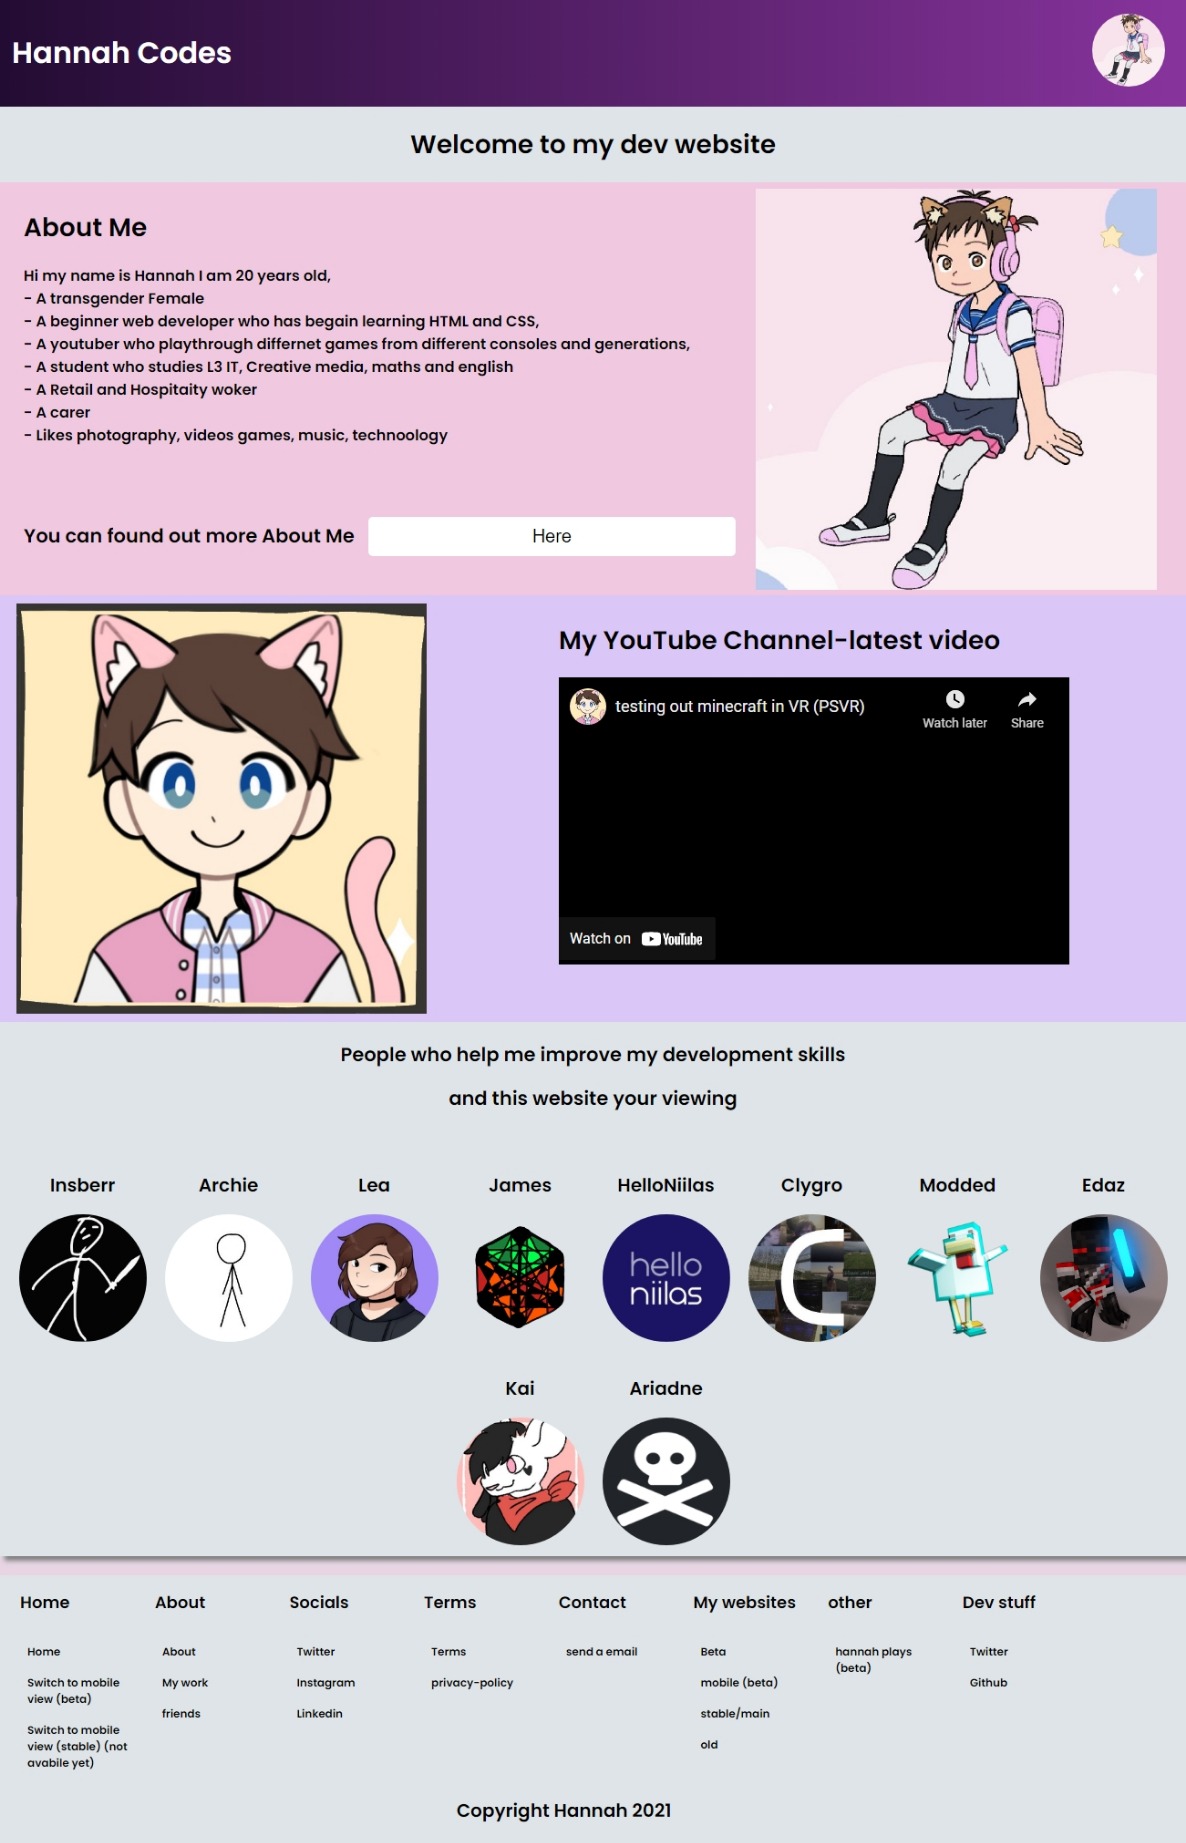 Hannah Codes
Welcome to my dev website
About Me
Hi my name is Hannah I am 20 years old,
- A transgender Female
- A beginner web developer who has begain learning HTML and CSS,
- A youtuber who playthrough differnet games from different consoles and generations,
- A student who studies L3 IT, Creative media, maths and english
- A Retail and Hospitaity woker
- A carer
- Likes photography, videos games, music, technoology
You can found out more About Me Here
My YouTube Channel-latest video
testing out minecraft in VR (PSVR)
Watch later Share
Watch on YouTube
People who help me improve my development skills
and this website your viewing
Insberr Archie Lea James HelloNiilas Clygro Modded Edaz
hello
niilas
C
Kai Ariadne
Home
Home
Switch to mobile
view (beta)
Switch to mobile
view (stable) (not
avabile yet)
About
About
My work
friends
Socials
Twitter
Instagram
Linkedin
Terms
Terms
privacy-policy
Contact
send a email
My websites
Beta
mobile (beta)
stable/main
old
other
hannah plays
(beta)
Dev stuff
Twitter
Github
Copyright Hannah 2021